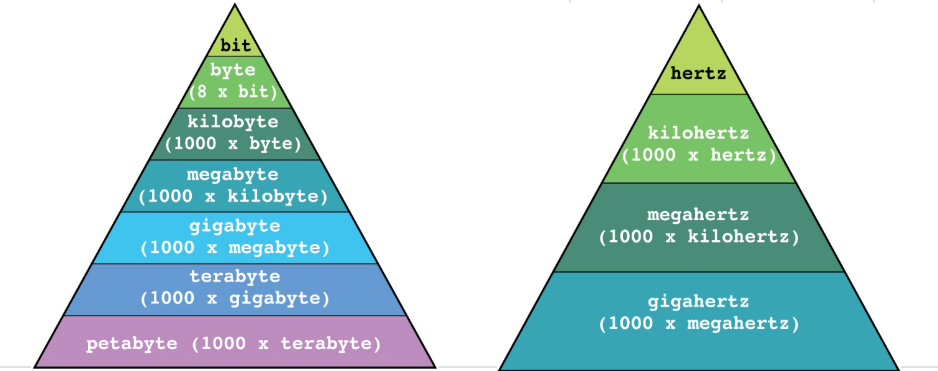 bit
byte
(8 x bit)
kilobyte
(1000 x byte)
megabyte
(1000 x kilobyte)
gigabyte
(1000 x megabyte)
terabyte
(1000 x gigabyte)
petabyte (1000 x terabyte)
hertz
kilohertz
(1000 x hertz)
megahertz
(1000 x kilohertz)
gigahertz
(1000 x megahertz)